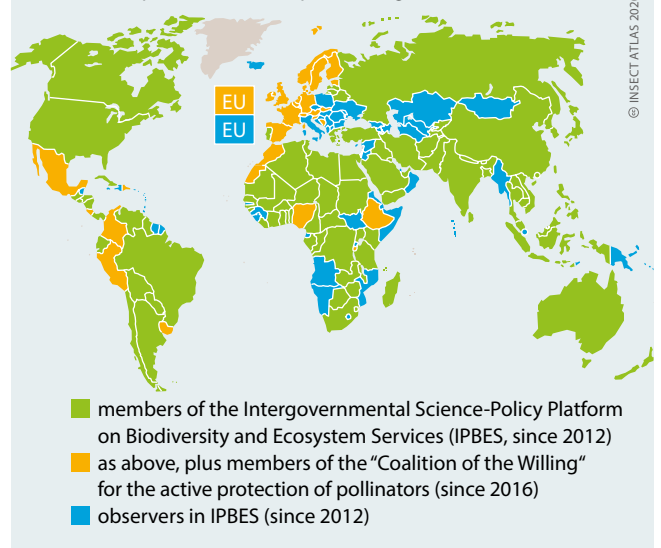 © INSECT ATLAS 202
EU
EU
members of the Intergovernmental Science-Policy Platform
on Biodiversity and Ecosystem Services (IPBES, since 2012)
as above, plus members of the “Coalition of the Willing“
for the active protection of pollinators (since 2016)
observers in IPBES (since 2012)